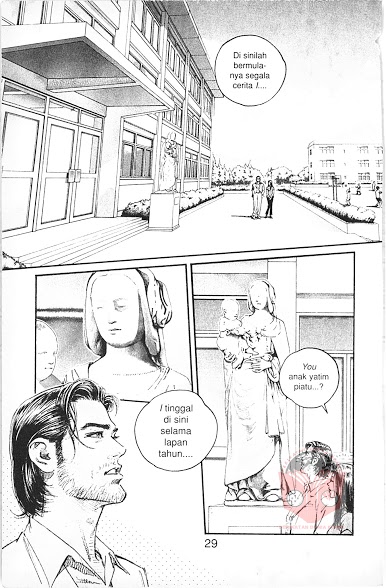 Di sinilah
bermula-
nya segala
cerita I....
You
anak yatim
piatu...?
I tinggal
di sini
selama
lapan
tahun....
29